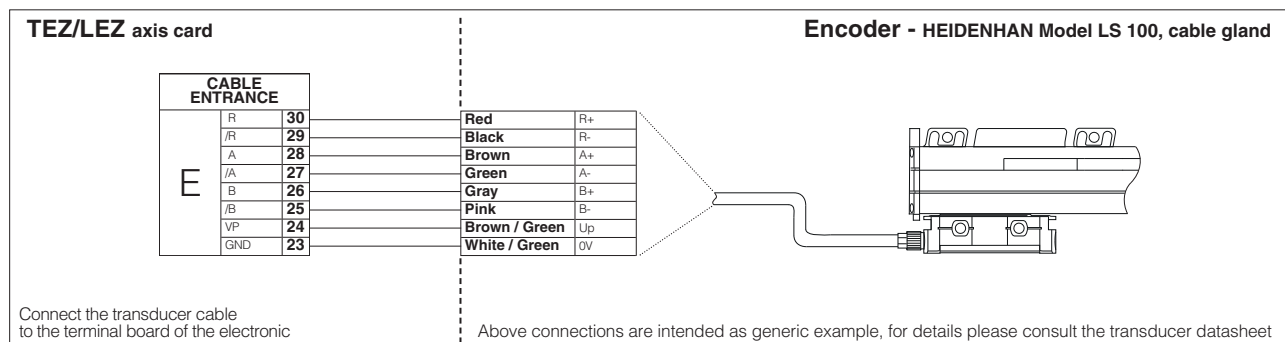 TEZ/LEZ axis card
Encoder - HEIDENHAN Model LS 100, cable gland
CABLE
ENTRANCE
E
R 30 Red R+
/R 29 Black R-
A 28 Brown A+
/A 27 Green A-
B 26 Gray B+
/B 25 Pink B-
VP 24 Brown / Green Up
GND 23 White / Green 0V
Connect the transducer cable
to the terminal board of the electronic
Above connections are intended as generic example, for details please consult the transducer datasheet